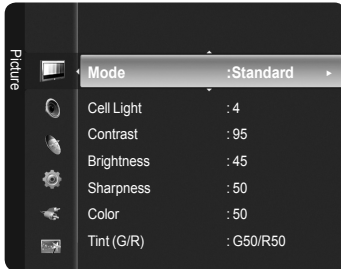 Picture
Mode :Standard
Cell Light : 4
Contrast : 95
Brightness : 45
Sharpness : 50
Color : 50
Tint (G/R) : G50/R50